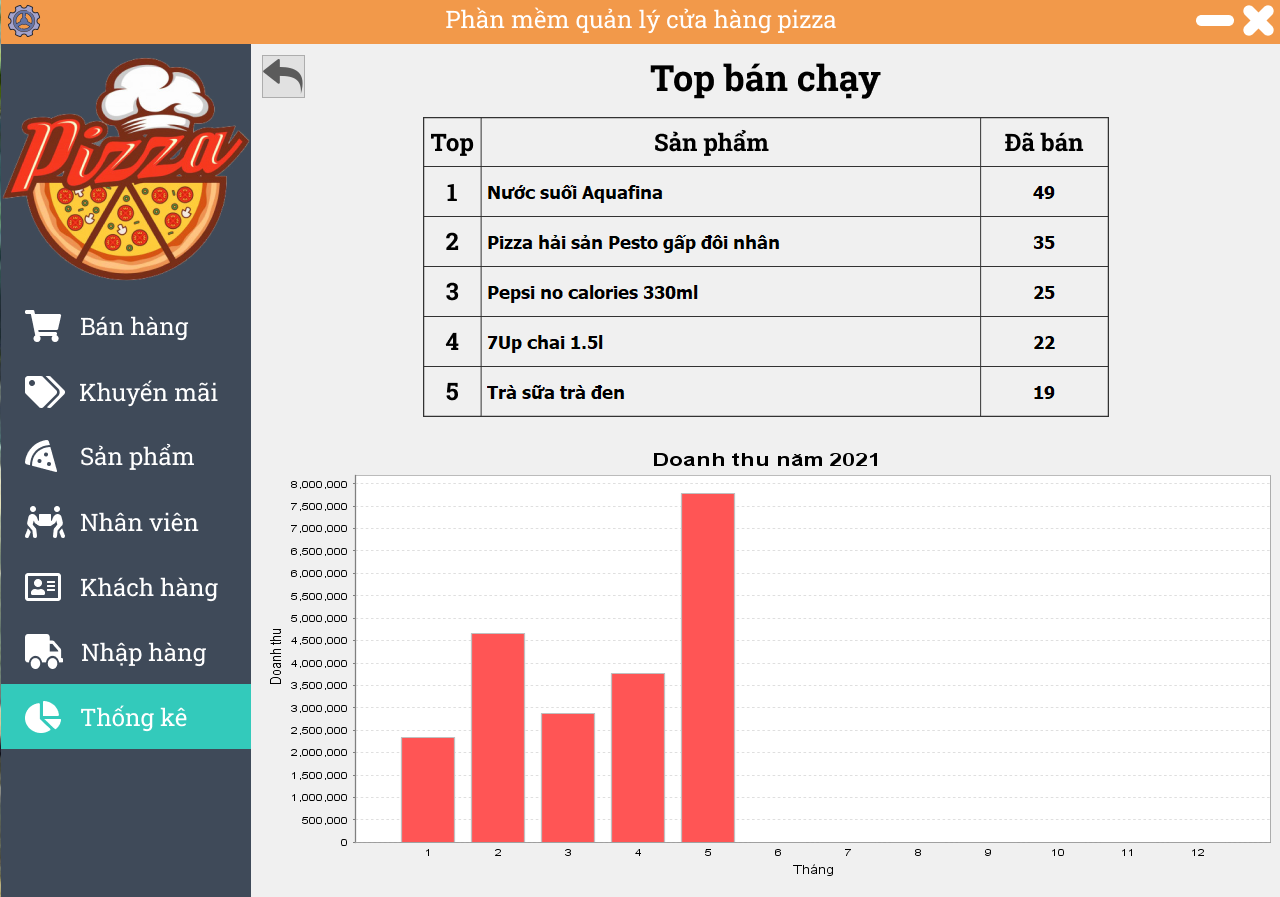 Phần mềm quản lý cửa hàng pizza
Pizza
Bán hàng
Khuyến mãi
Sản phẩm
Nhân viên
Khách hàng
Nhập hàng
Thống kê
Top bán chạy
Top Sản phẩm Đã bán
1 Nước suối Aquafina 49
2 Pizza hải sản Pesto gấp đôi nhân 35
3 Pepsi no calories 330ml 25
4 7Up chai 1.5l 22
5 Trà sữa trà đen 19
Doanh thu năm 2021
Doanh thu
8,000,000
7,500,000
7,000,000
6,500,000
6,000,000
5,500,000
5,000,000
4,500,000
4,000,000
3,500,000
3,000,000
2,500,000
2,000,000
1,500,000
1,000,000
500,000
0
1 2 3 4 5 6 7 8 9 10 11 12
Tháng